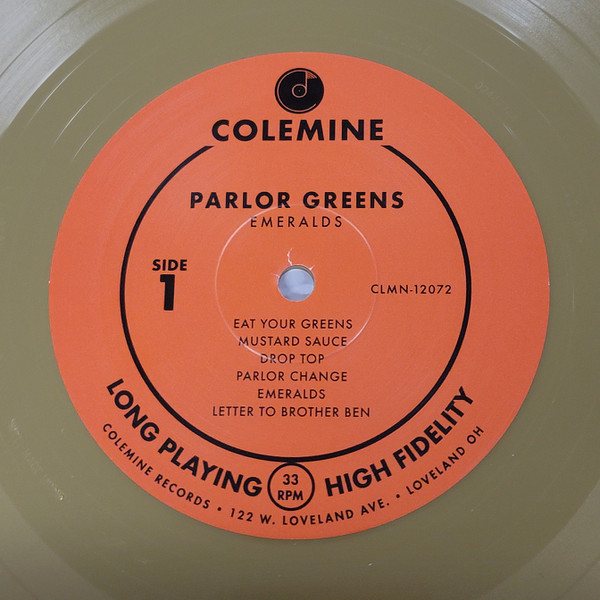 COLEMINE
PARLOR GREENS
EMERALDS
SIDE
1
CLMN-12072
EAT YOUR GREENS
MUSTARD SAUCE
DROP TOP
PARLOR CHANGE
EMERALDS
LETTER TO BROTHER BEN
LONG PLAYING
33
RPM
HIGH FIDELITY
COLEMINE RECORDS • 122 W. LOVELAND AVE. • LOVELAND OH